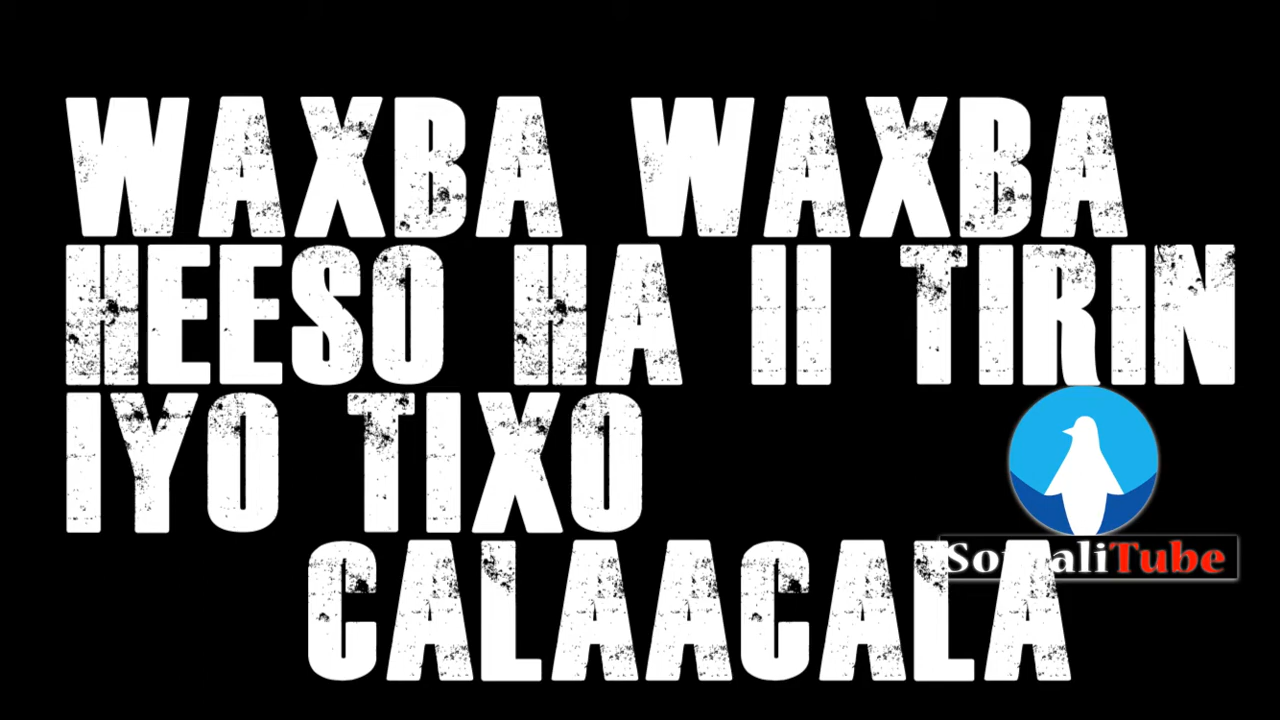 WAXBA WAXBA
HEESO HA II TIRIN
IYO TIXO
CALAACALA
SomaliTube